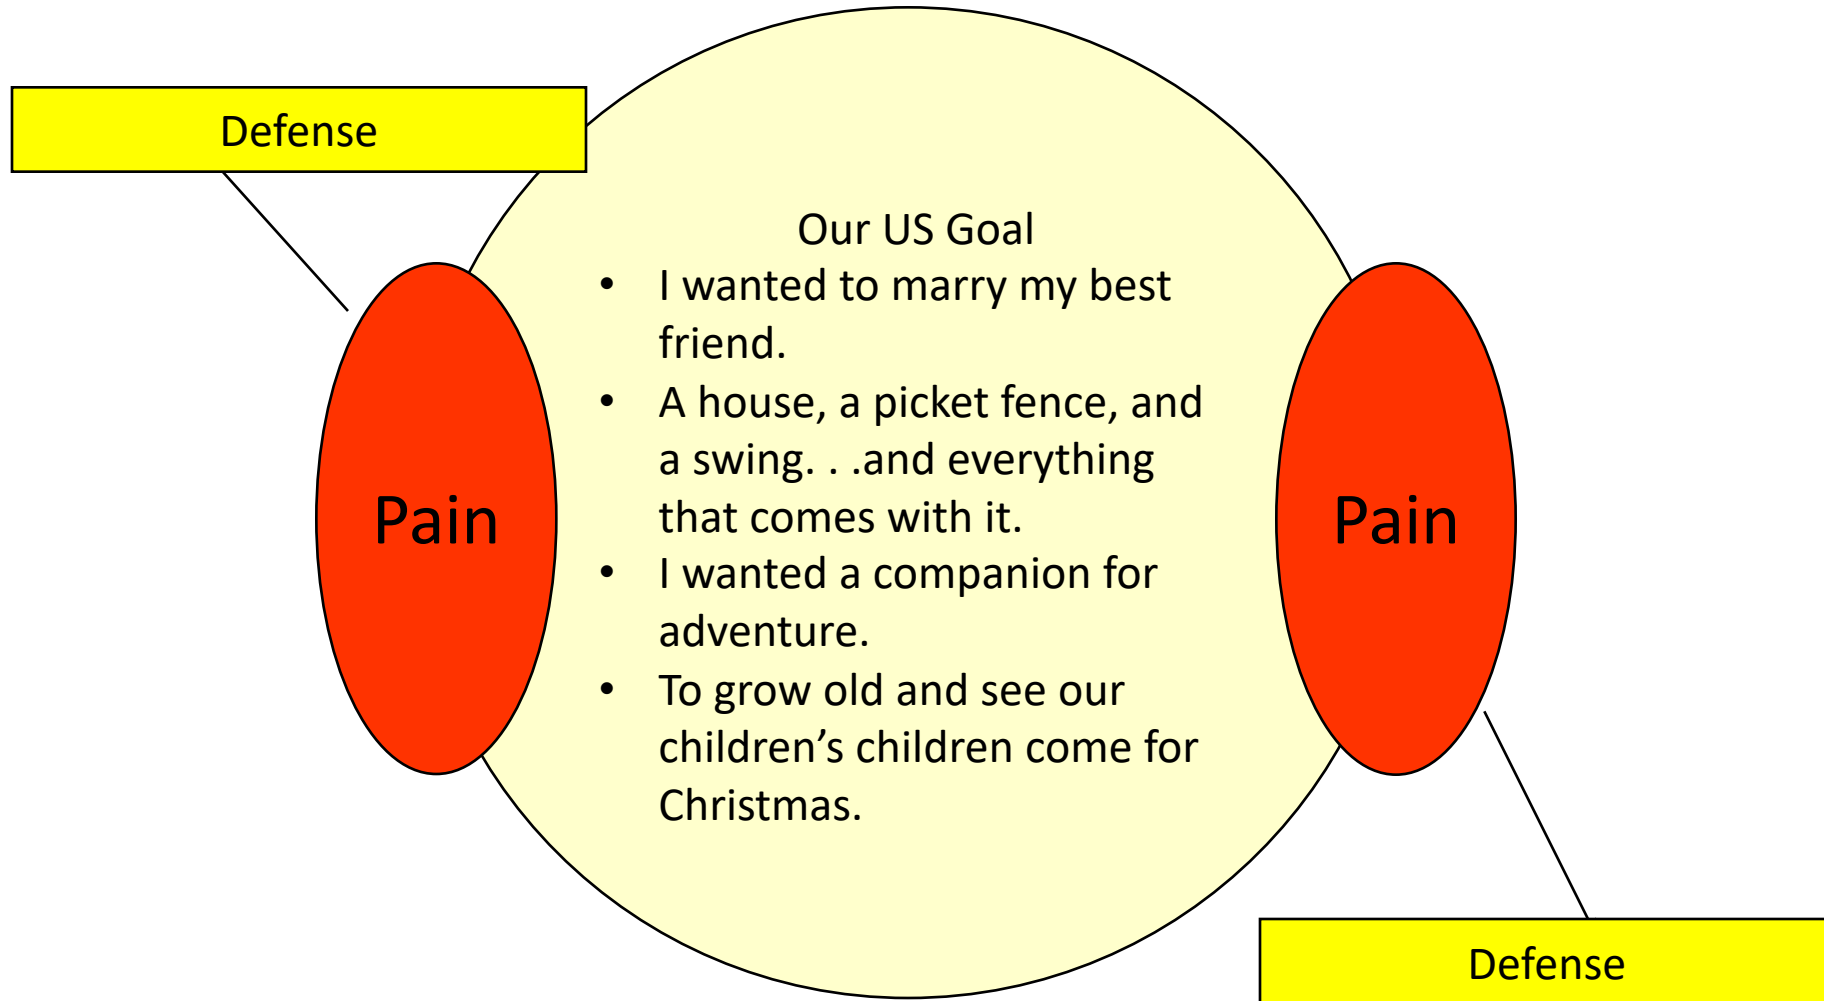 Defense
Our US Goal
• I wanted to marry my best
friend.
• A house, a picket fence, and
a swing. . .and everything
that comes with it.
• I wanted a companion for
adventure.
• To grow old and see our
children’s children come for
Christmas.
Pain
Pain
Defense